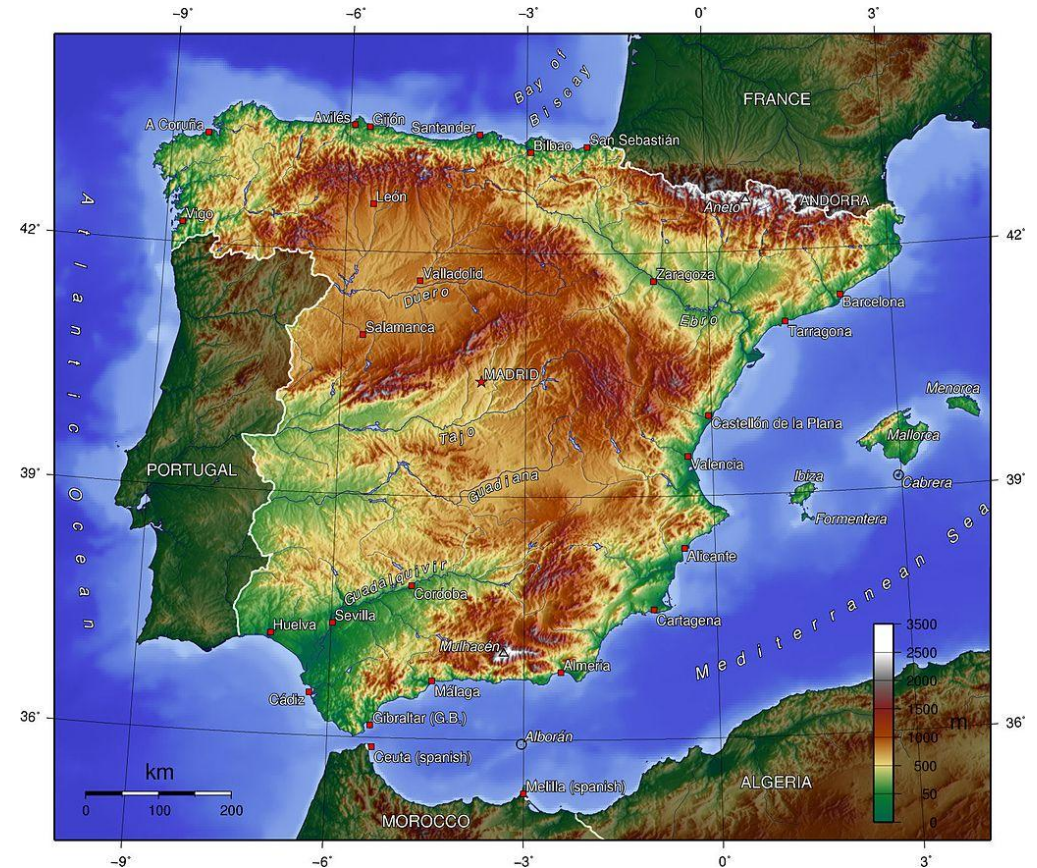 -9°
-6°
-3°
0°
3°
Bay of
Biscay
FRANCE
A Coruña
Avilés
Gijón
Santander
Bilbao
San Sebastián
León
Aneto
ANDORRA
Vigo
42°
42°
Atlantic Ocean
Valladolid
Duero
Zaragoza
Ebro
Barcelona
Tarragona
Salamanca
MADRID
Menorca
Tajo
Castellón de la Plana
Mallorca
PORTUGAL
Valencia
39°
39°
Guadiana
Ibiza
Cabrera
Formentera
Mediterranean Sea
Alicante
Guadalquivir
Cordoba
Huelva
Sevilla
Cartagena
Mulhacén
Almería
Cádiz
Málaga
36°
36°
Gibraltar (G.B.)
Alborán
Ceuta (spanish)
Melilla (spanish)
MOROCCO
ALGERIA
3500
2500
2000
1500
1000
500
50
0
m
km
0
100
200
-9°
-6°
-3°
0°
3°